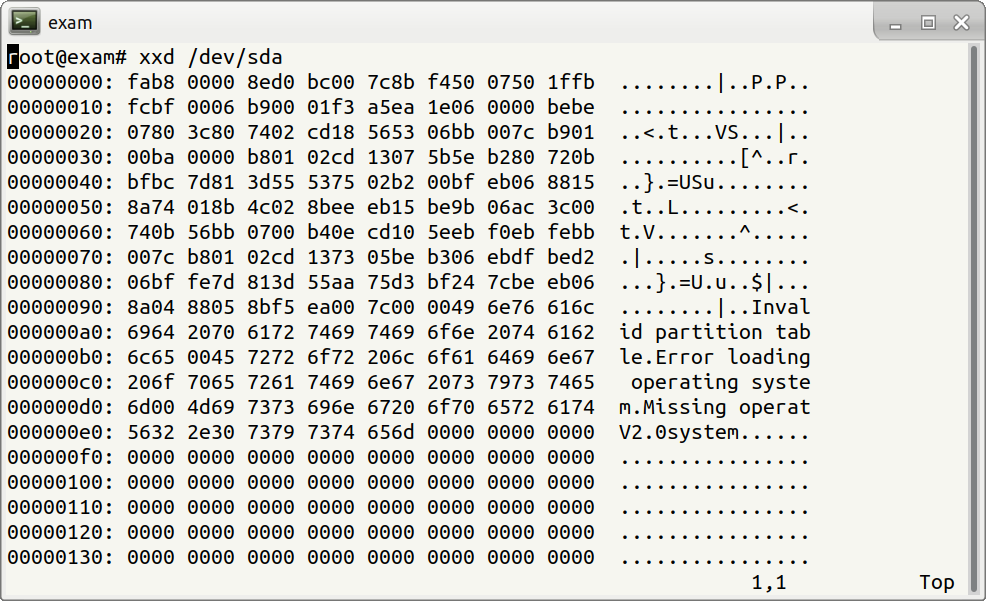 exam
root@exam# xxd /dev/sda
00000000: fab8 0000 8ed0 bc00 7c8b f450 0750 1ffb  ........|..P.P..
00000010: fcbf 0006 b900 01f3 a5ea 1e06 0000 bebe  ................
00000020: 0780 3c80 7402 cd18 5653 06bb 007c b901  ..<.t...VS...|..
00000030: 00ba 0000 b801 02cd 1307 5b5e b280 720b  ..........[^..r.
00000040: bfbc 7d81 3d55 5375 02b2 00bf eb06 8815  ..}.=USu........
00000050: 8a74 018b 4c02 8bee eb15 be9b 06ac 3c00  .t..L.........<.
00000060: 740b 56bb 0700 b40e cd10 5eeb f0eb febb  t.V.......^.....
00000070: 007c b801 02cd 1373 05be b306 ebdf bed2  .|.....s........
00000080: 06bf fe7d 813d 55aa 75d3 bf24 7cbe eb06  ...}.=U.u..$|...
00000090: 8a04 8805 8bf5 ea00 7c00 0049 6e76 616c  ........|..Inval
000000a0: 6964 2070 6172 7469 7469 6f6e 2074 6162  id partition tab
000000b0: 6c65 0045 7272 6f72 206c 6f61 6469 6e67  le.Error loading
000000c0: 206f 7065 7261 7469 6e67 2073 7973 7465   operating syste
000000d0: 6d00 4d69 7373 696e 6720 6f70 6572 6174  m.Missing operat
000000e0: 5632 2e30 7379 7374 656d 0000 0000 0000  V2.0system......
000000f0: 0000 0000 0000 0000 0000 0000 0000 0000  ................
00000100: 0000 0000 0000 0000 0000 0000 0000 0000  ................
00000110: 0000 0000 0000 0000 0000 0000 0000 0000  ................
00000120: 0000 0000 0000 0000 0000 0000 0000 0000  ................
00000130: 0000 0000 0000 0000 0000 0000 0000 0000  ................
1,1 Top